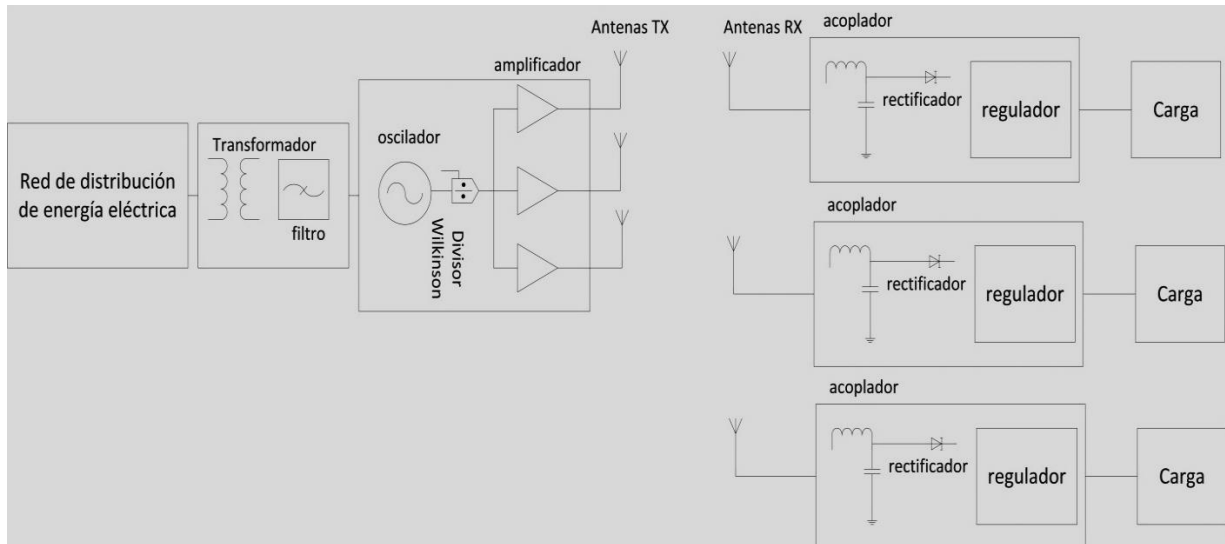 Antenas TX
Antenas RX
acoplador
amplificador
rectificador
regulador
Carga
oscilador
Transformador
Red de distribución
de energía eléctrica
filtro
Divisor
Wilkinson
acoplador
rectificador
regulador
Carga
acoplador
rectificador
regulador
Carga